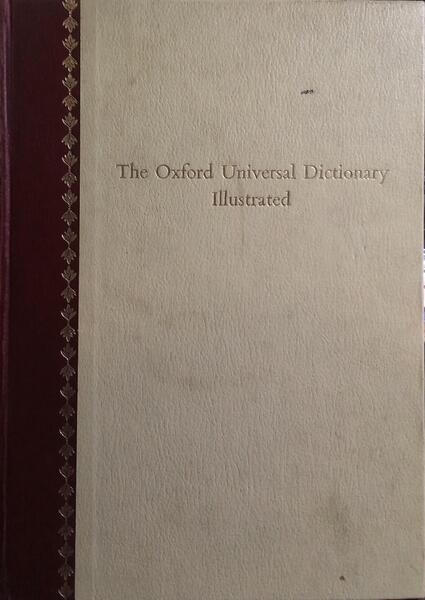 The Oxford Universal Dictionary
Illustrated